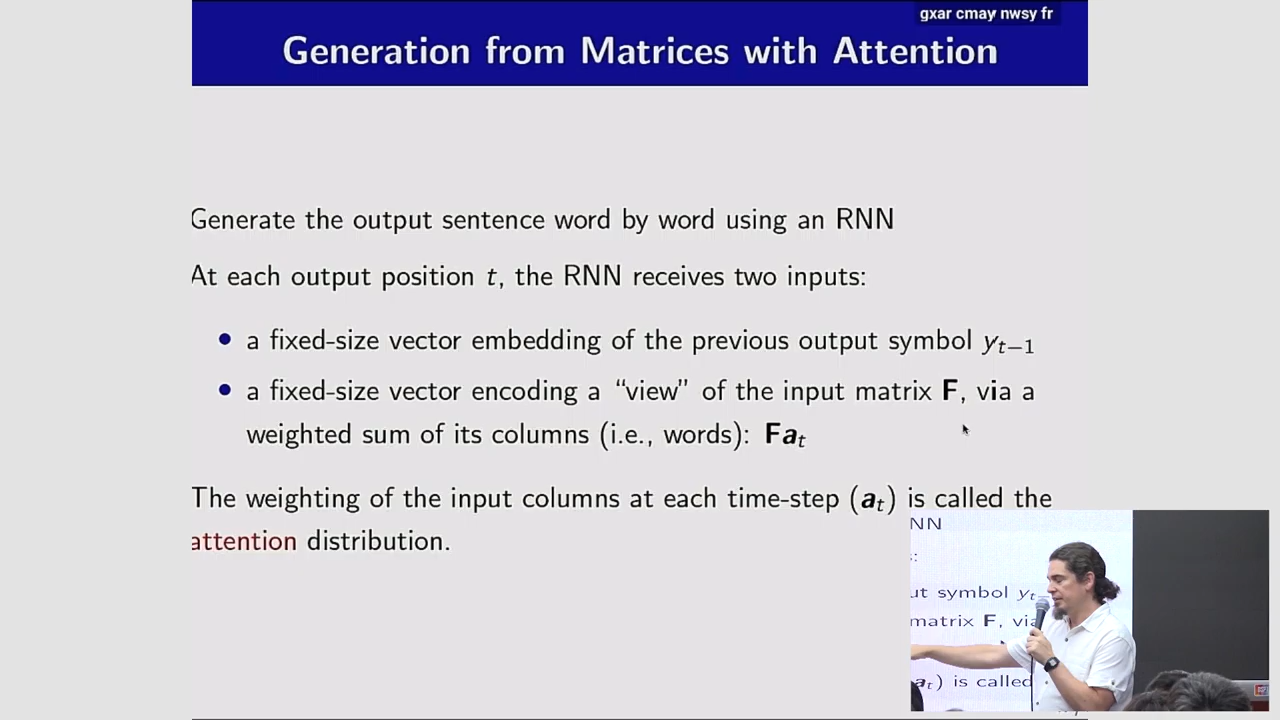 gxar cmay nwsy fr
Generation from Matrices with Attention
Generate the output sentence word by word using an RNN
At each output position t, the RNN receives two inputs:
• a fixed-size vector embedding of the previous output symbol yₜ₋₁
• a fixed-size vector encoding a “view” of the input matrix F, via a
weighted sum of its columns (i.e., words): Faₜ
The weighting of the input columns at each time-step (aₜ) is called the
attention distribution.
NN
s:
ut symbol yₜ₋
matrix F, via
aₜ) is called